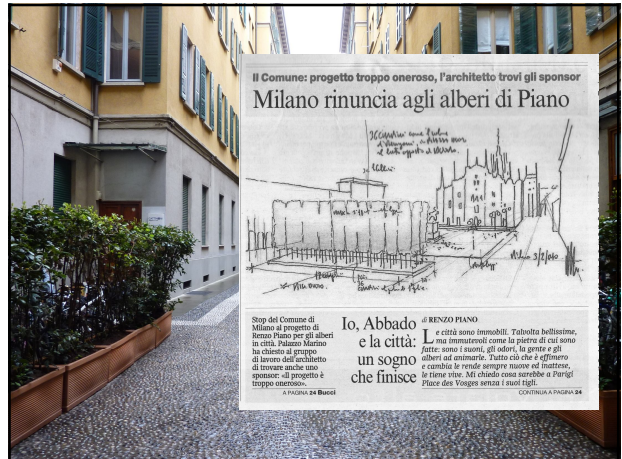 Il Comune: progetto troppo oneroso, l'architetto trovi gli sponsor
Milano rinuncia agli alberi di Piano
Milano 3/2/010
Stop del Comune di
Milano al progetto di
Renzo Piano per gli alberi
in città. Palazzo Marino
ha chiesto al gruppo
di lavoro dell'architetto
di trovare anche uno
sponsor: «Il progetto è
troppo oneroso».
A PAGINA 24 Bucci
Io, Abbado
e la città:
un sogno
che finisce
di RENZO PIANO
Le città sono immobili. Talvolta bellissime,
ma immutevoli come la pietra di cui sono
fatte: sono i suoni, gli odori, la gente e gli
alberi ad animarle. Tutto ciò che è effimero
e cambia le rende sempre nuove ed inattese,
le tiene vive. Mi chiedo cosa sarebbe a Parigi
Place des Vosges senza i suoi tigli.
CONTINUA A PAGINA 24